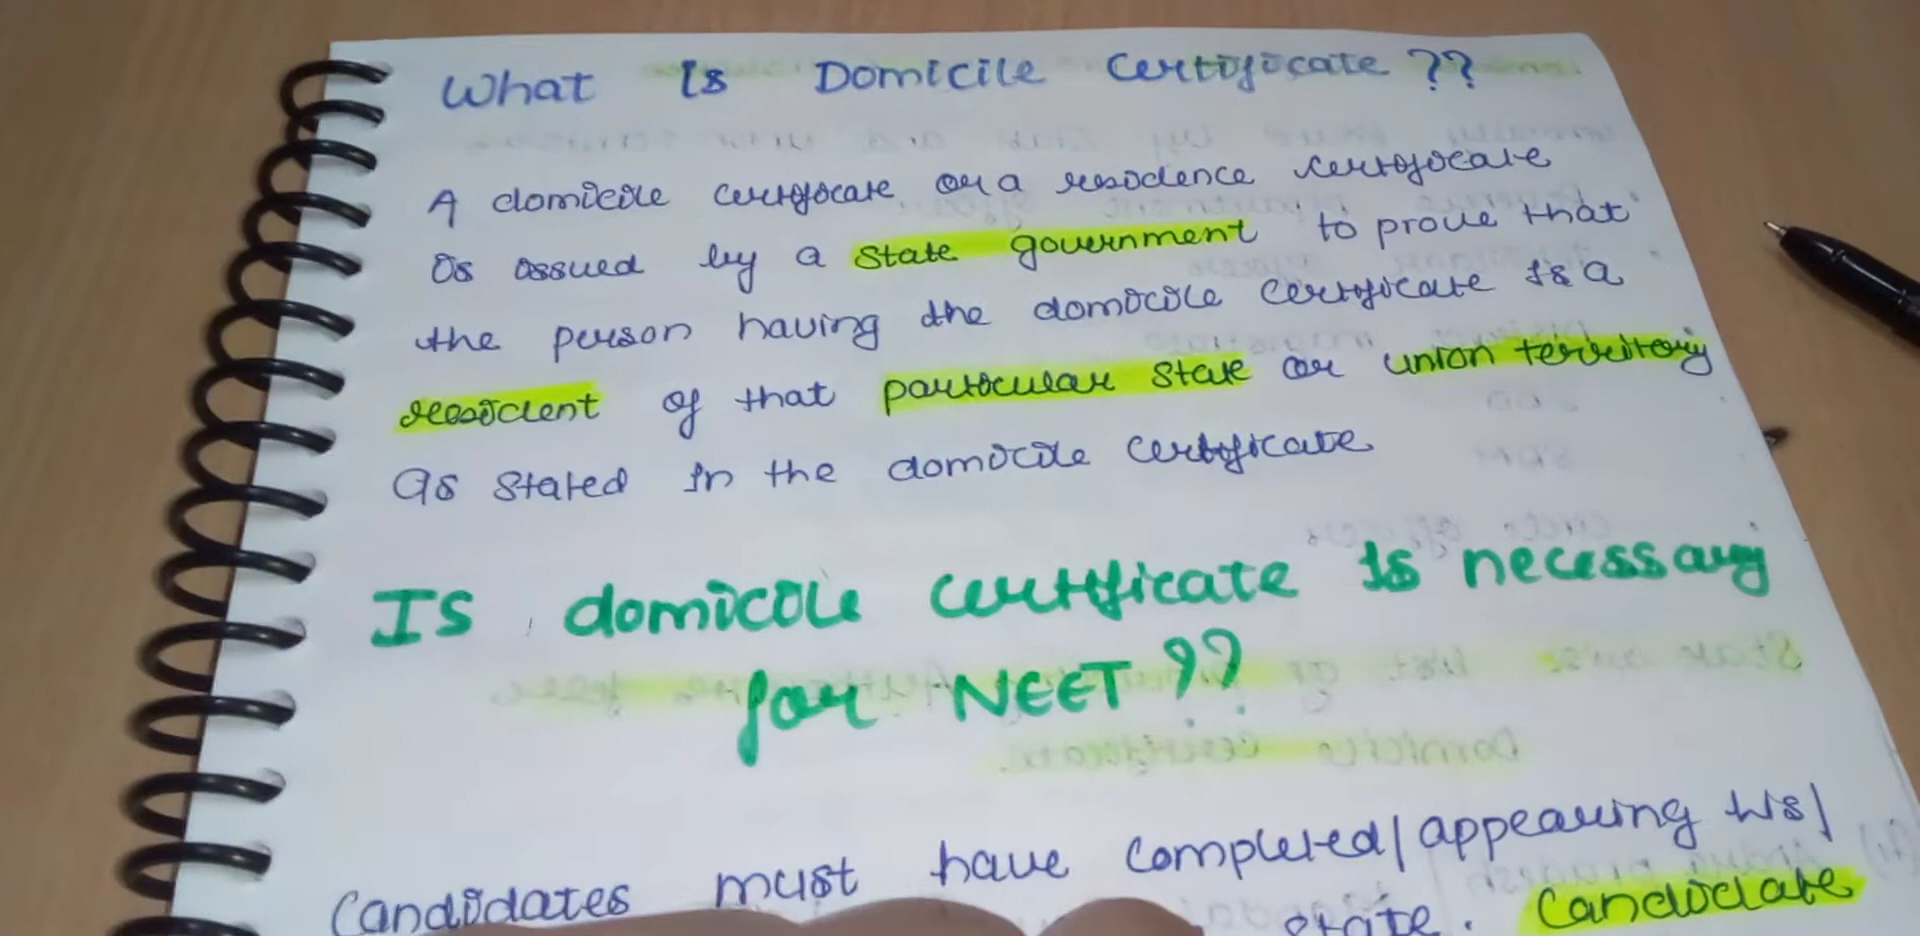 What Is Domicile Certificate ??
A domicile certificate or a residence certificate
is issued by a state government to prove that
the person having the domicile certificate is a
resident of that particular state or union territory
as stated in the domicile certificate
Is domicile certificate is necessary
for NEET ??
Candidates must have completed/appearing his/
state. Candidate